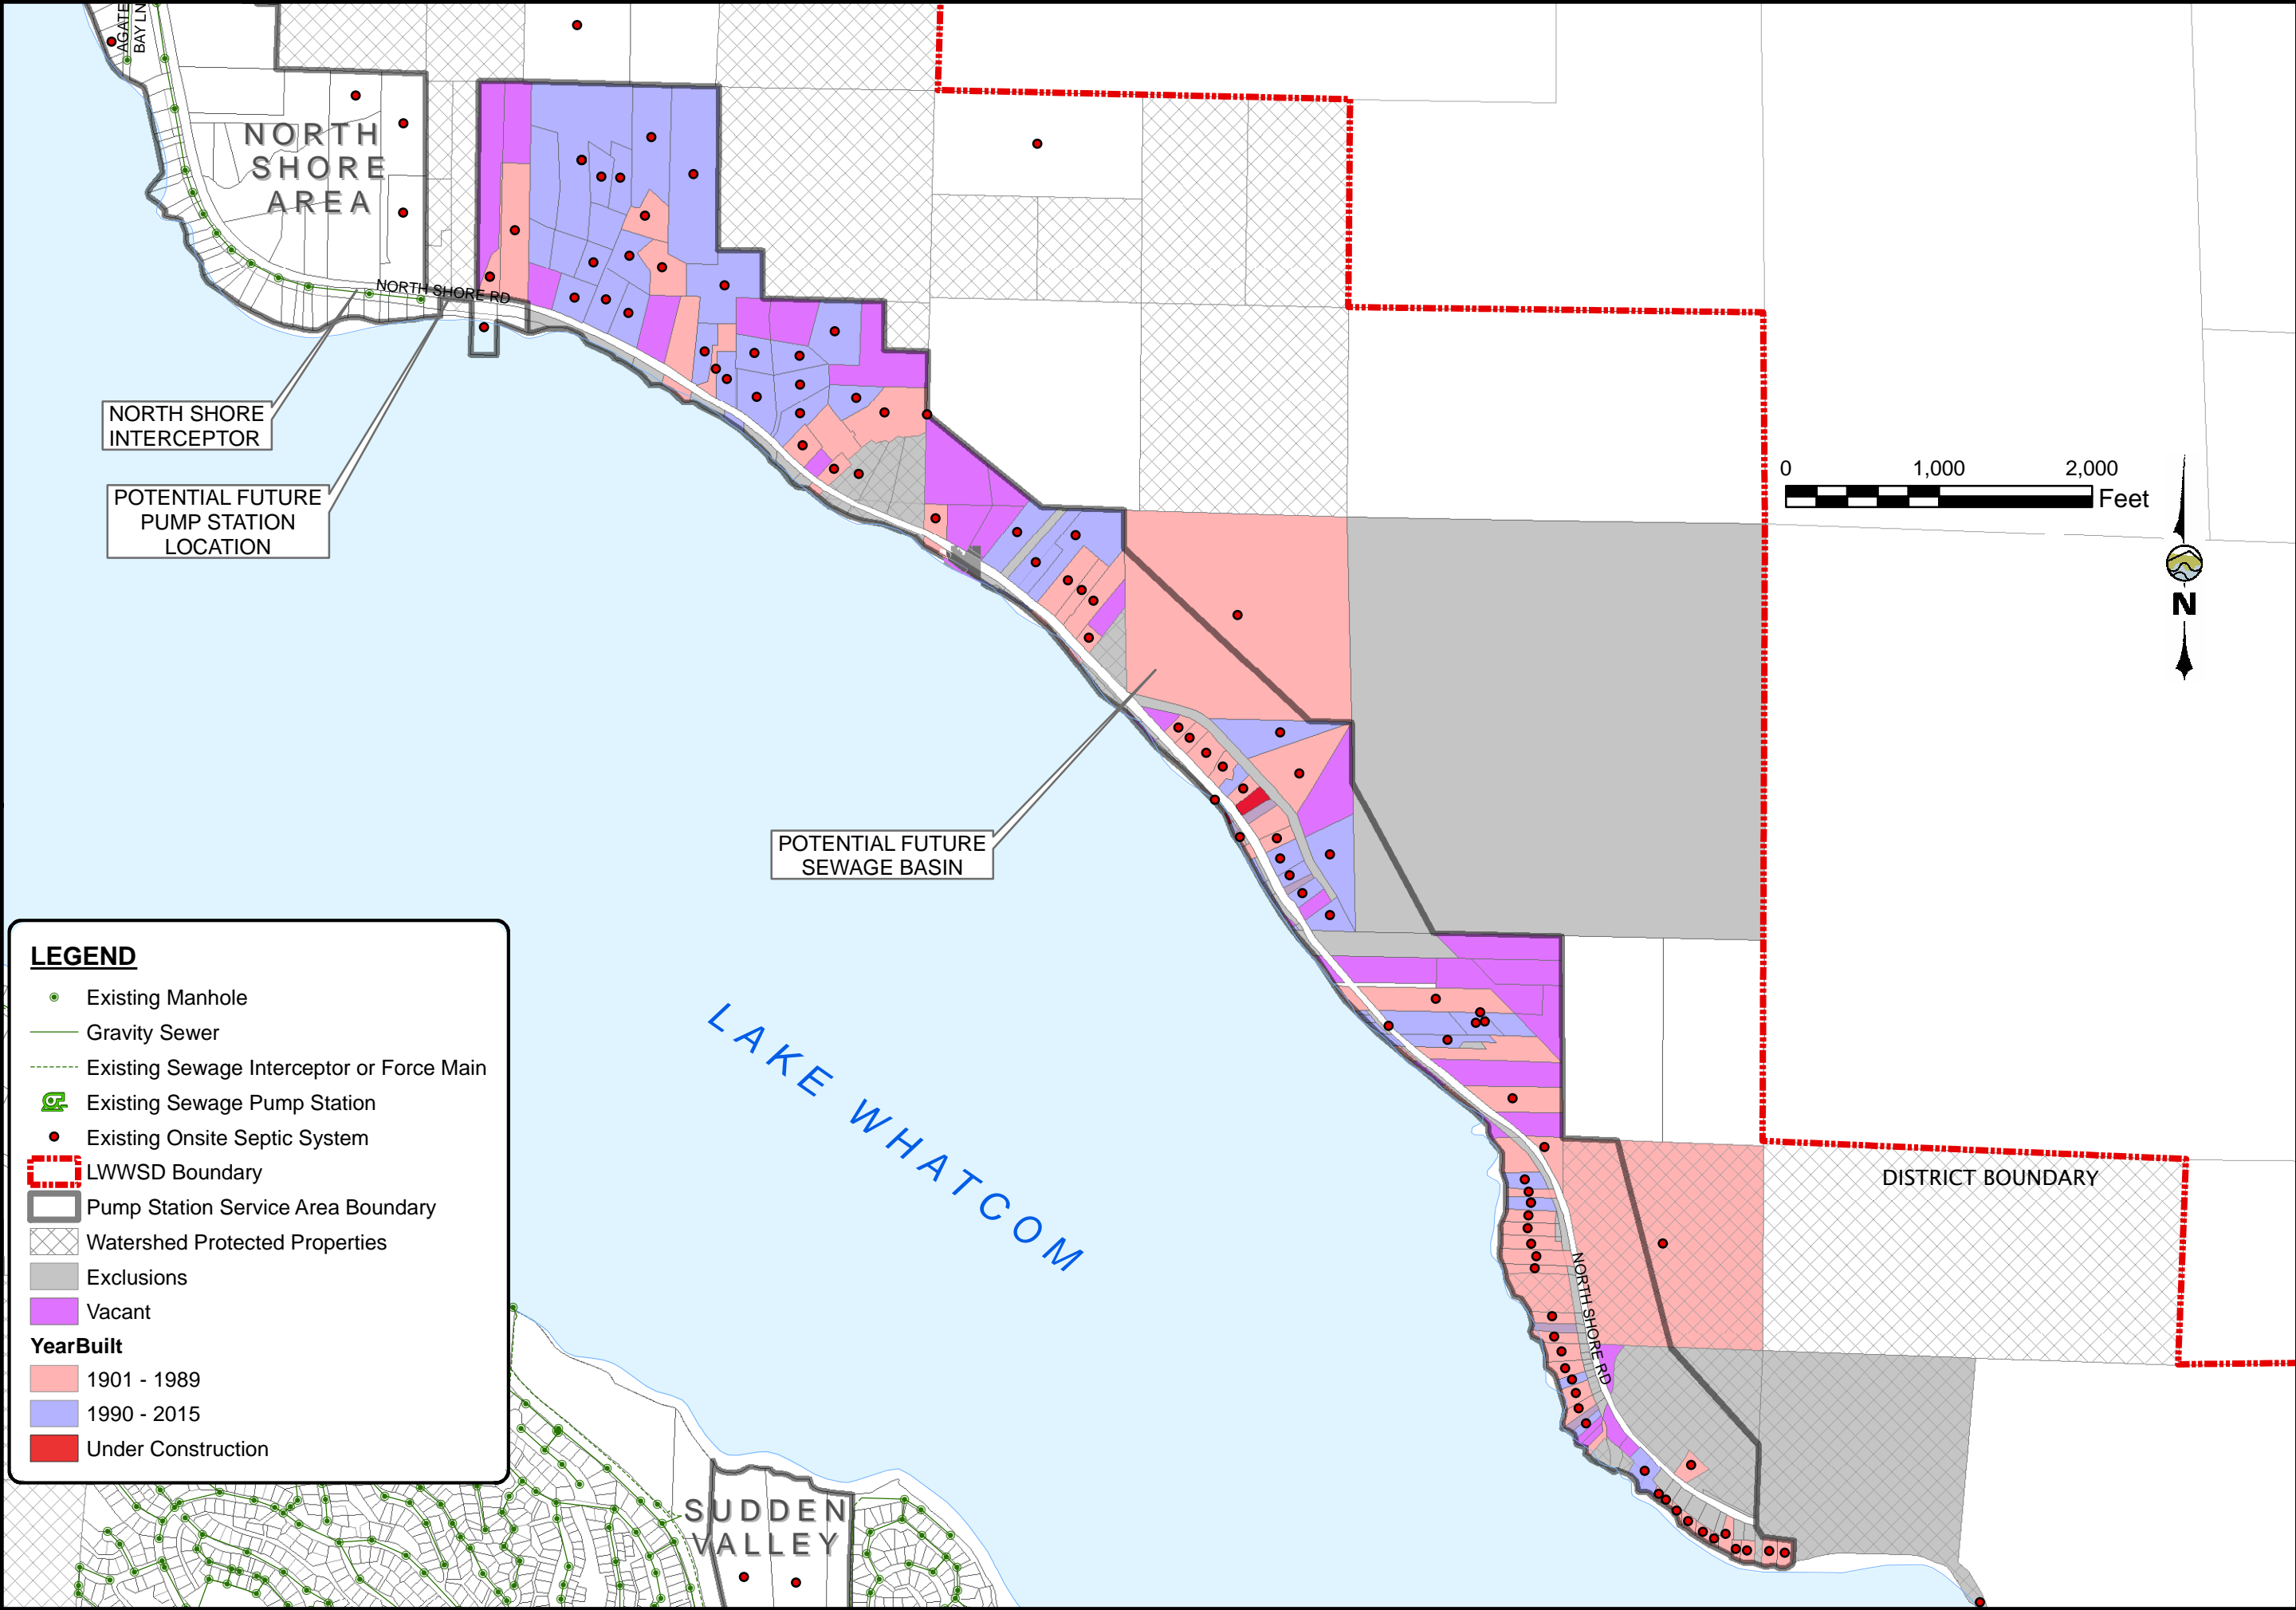 AGATE
BAY LN
NORTH
SHORE
AREA
NORTH SHORE RD
NORTH SHORE
INTERCEPTOR
POTENTIAL FUTURE
PUMP STATION
LOCATION
0 1,000 2,000
Feet
N
POTENTIAL FUTURE
SEWAGE BASIN
LAKE WHATCOM
DISTRICT BOUNDARY
NORTH SHORE RD
SUDDEN
VALLEY
LEGEND
Existing Manhole
Gravity Sewer
Existing Sewage Interceptor or Force Main
Existing Sewage Pump Station
Existing Onsite Septic System
LWWSD Boundary
Pump Station Service Area Boundary
Watershed Protected Properties
Exclusions
Vacant
YearBuilt
1901 - 1989
1990 - 2015
Under Construction